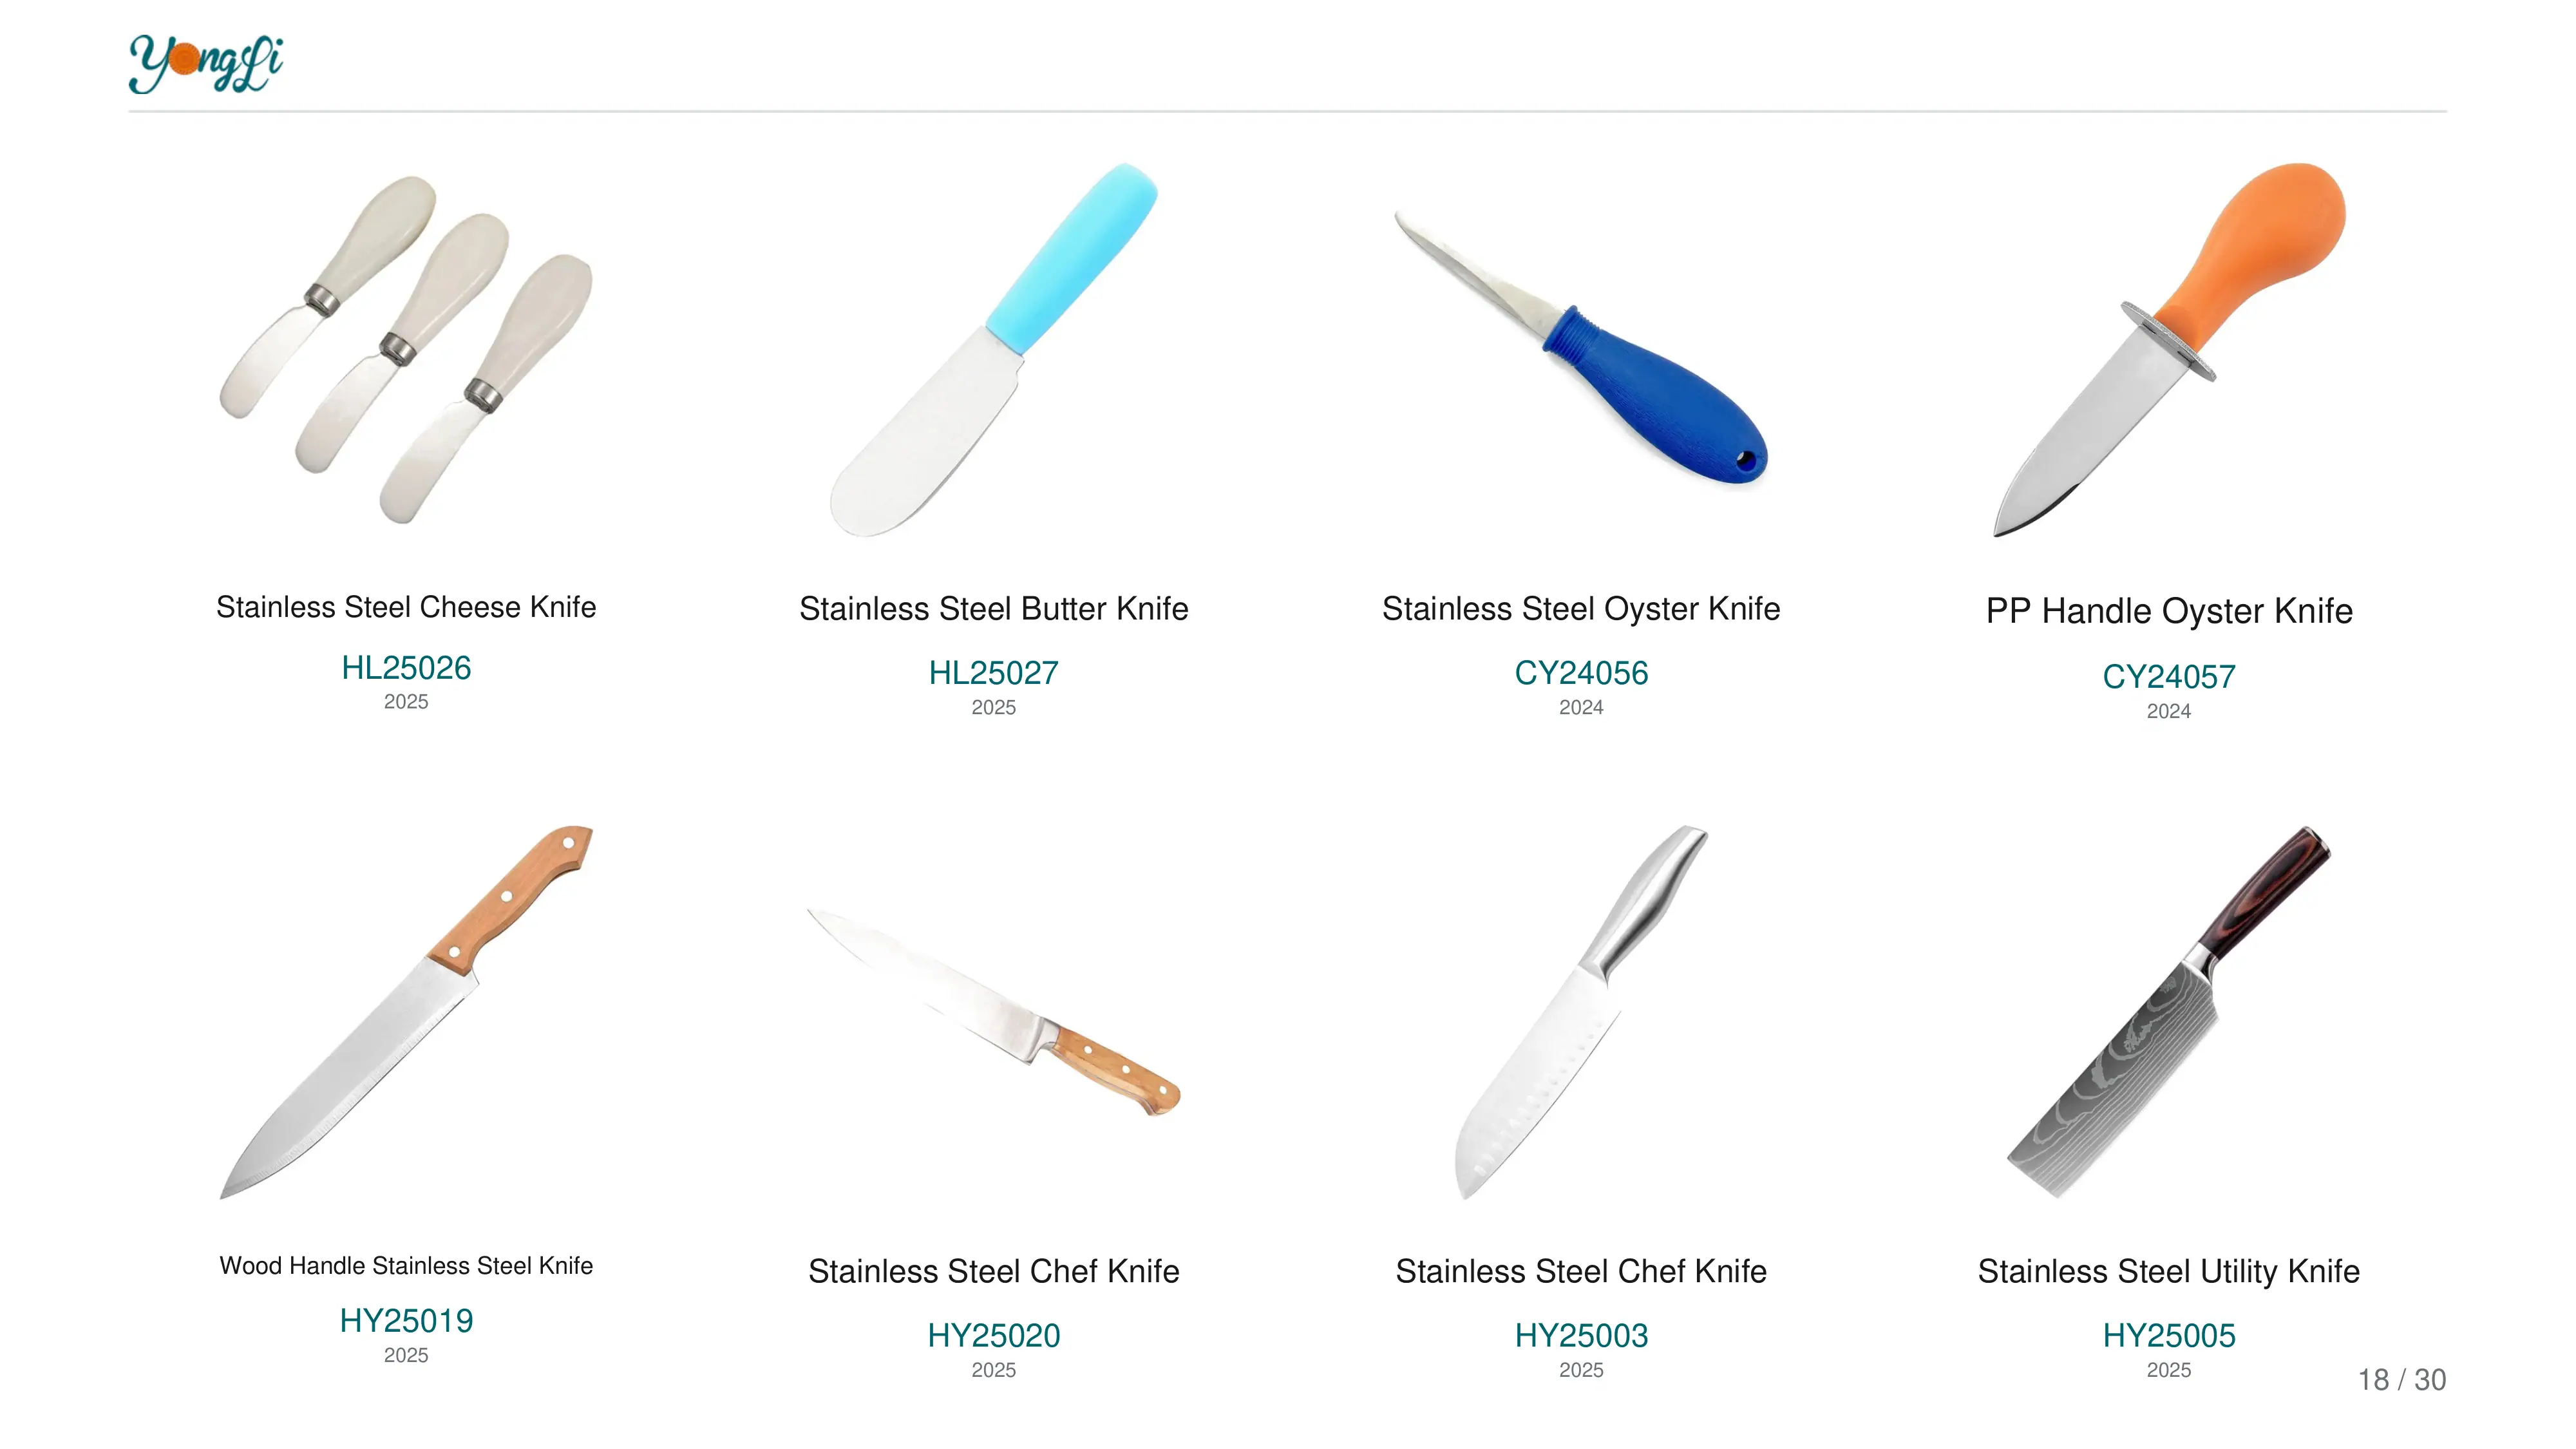 YongLi
Stainless Steel Cheese Knife
HL25026
2025
Stainless Steel Butter Knife
HL25027
2025
Stainless Steel Oyster Knife
CY24056
2024
PP Handle Oyster Knife
CY24057
2024
Wood Handle Stainless Steel Knife
HY25019
2025
Stainless Steel Chef Knife
HY25020
2025
Stainless Steel Chef Knife
HY25003
2025
Stainless Steel Utility Knife
HY25005
2025
18 / 30